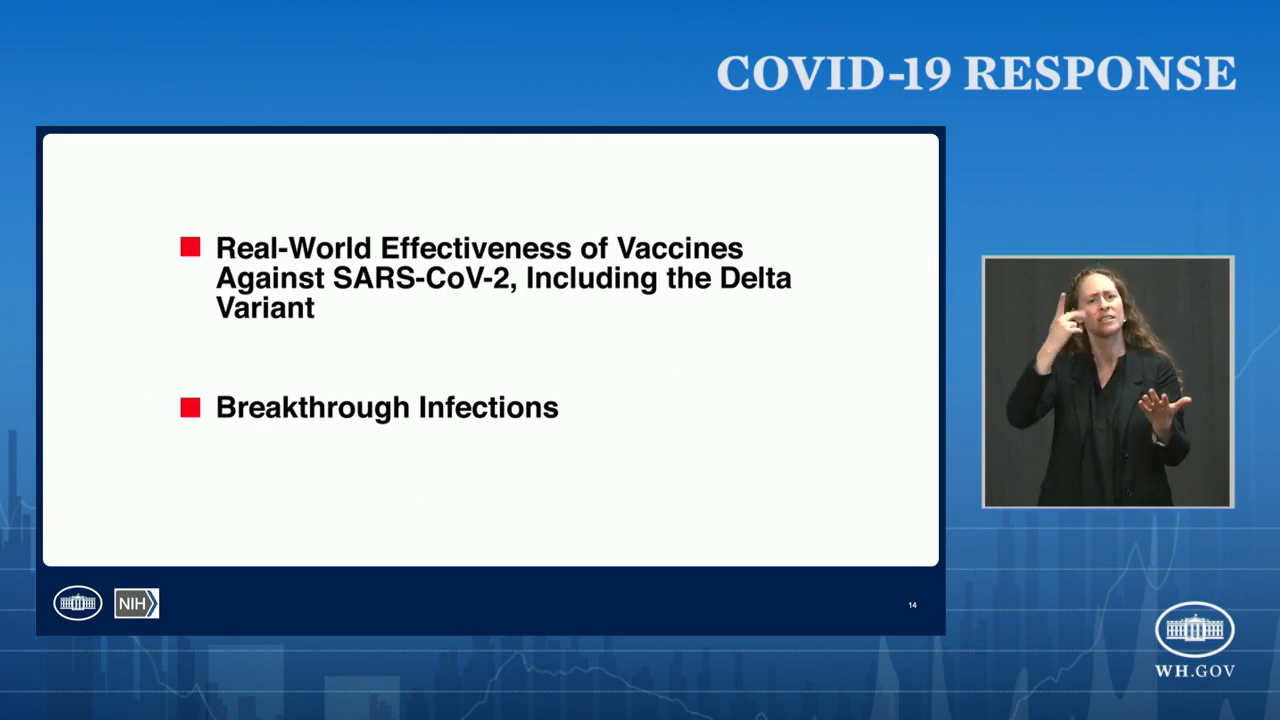 COVID-19 RESPONSE
Real-World Effectiveness of Vaccines
Against SARS-CoV-2, Including the Delta
Variant
Breakthrough Infections
NIH
14
WH.GOV